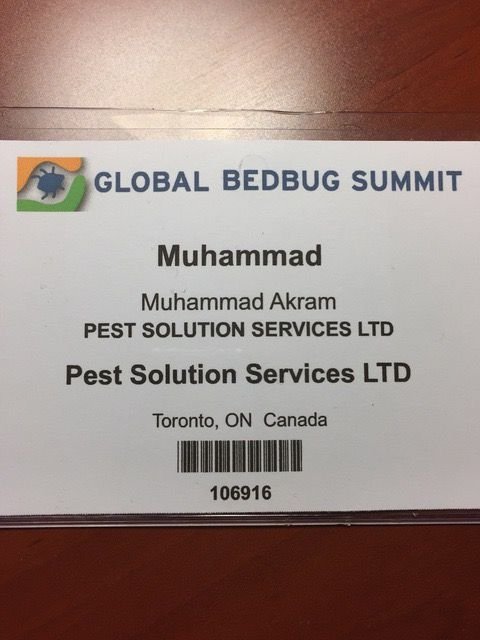 GLOBAL BEDBUG SUMMIT
Muhammad
Muhammad Akram
PEST SOLUTION SERVICES LTD
Pest Solution Services LTD
Toronto, ON Canada
106916